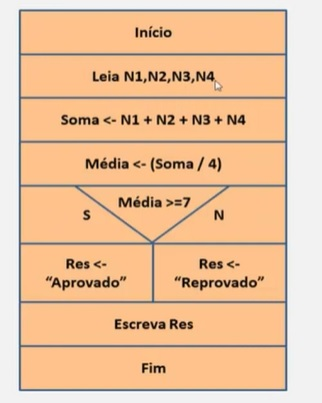 Início
Leia N1,N2,N3,N4
Soma <- N1 + N2 + N3 + N4
Média <- (Soma / 4)
Média >=7
S
N
Res <-
“Aprovado”
Res <-
“Reprovado”
Escreva Res
Fim